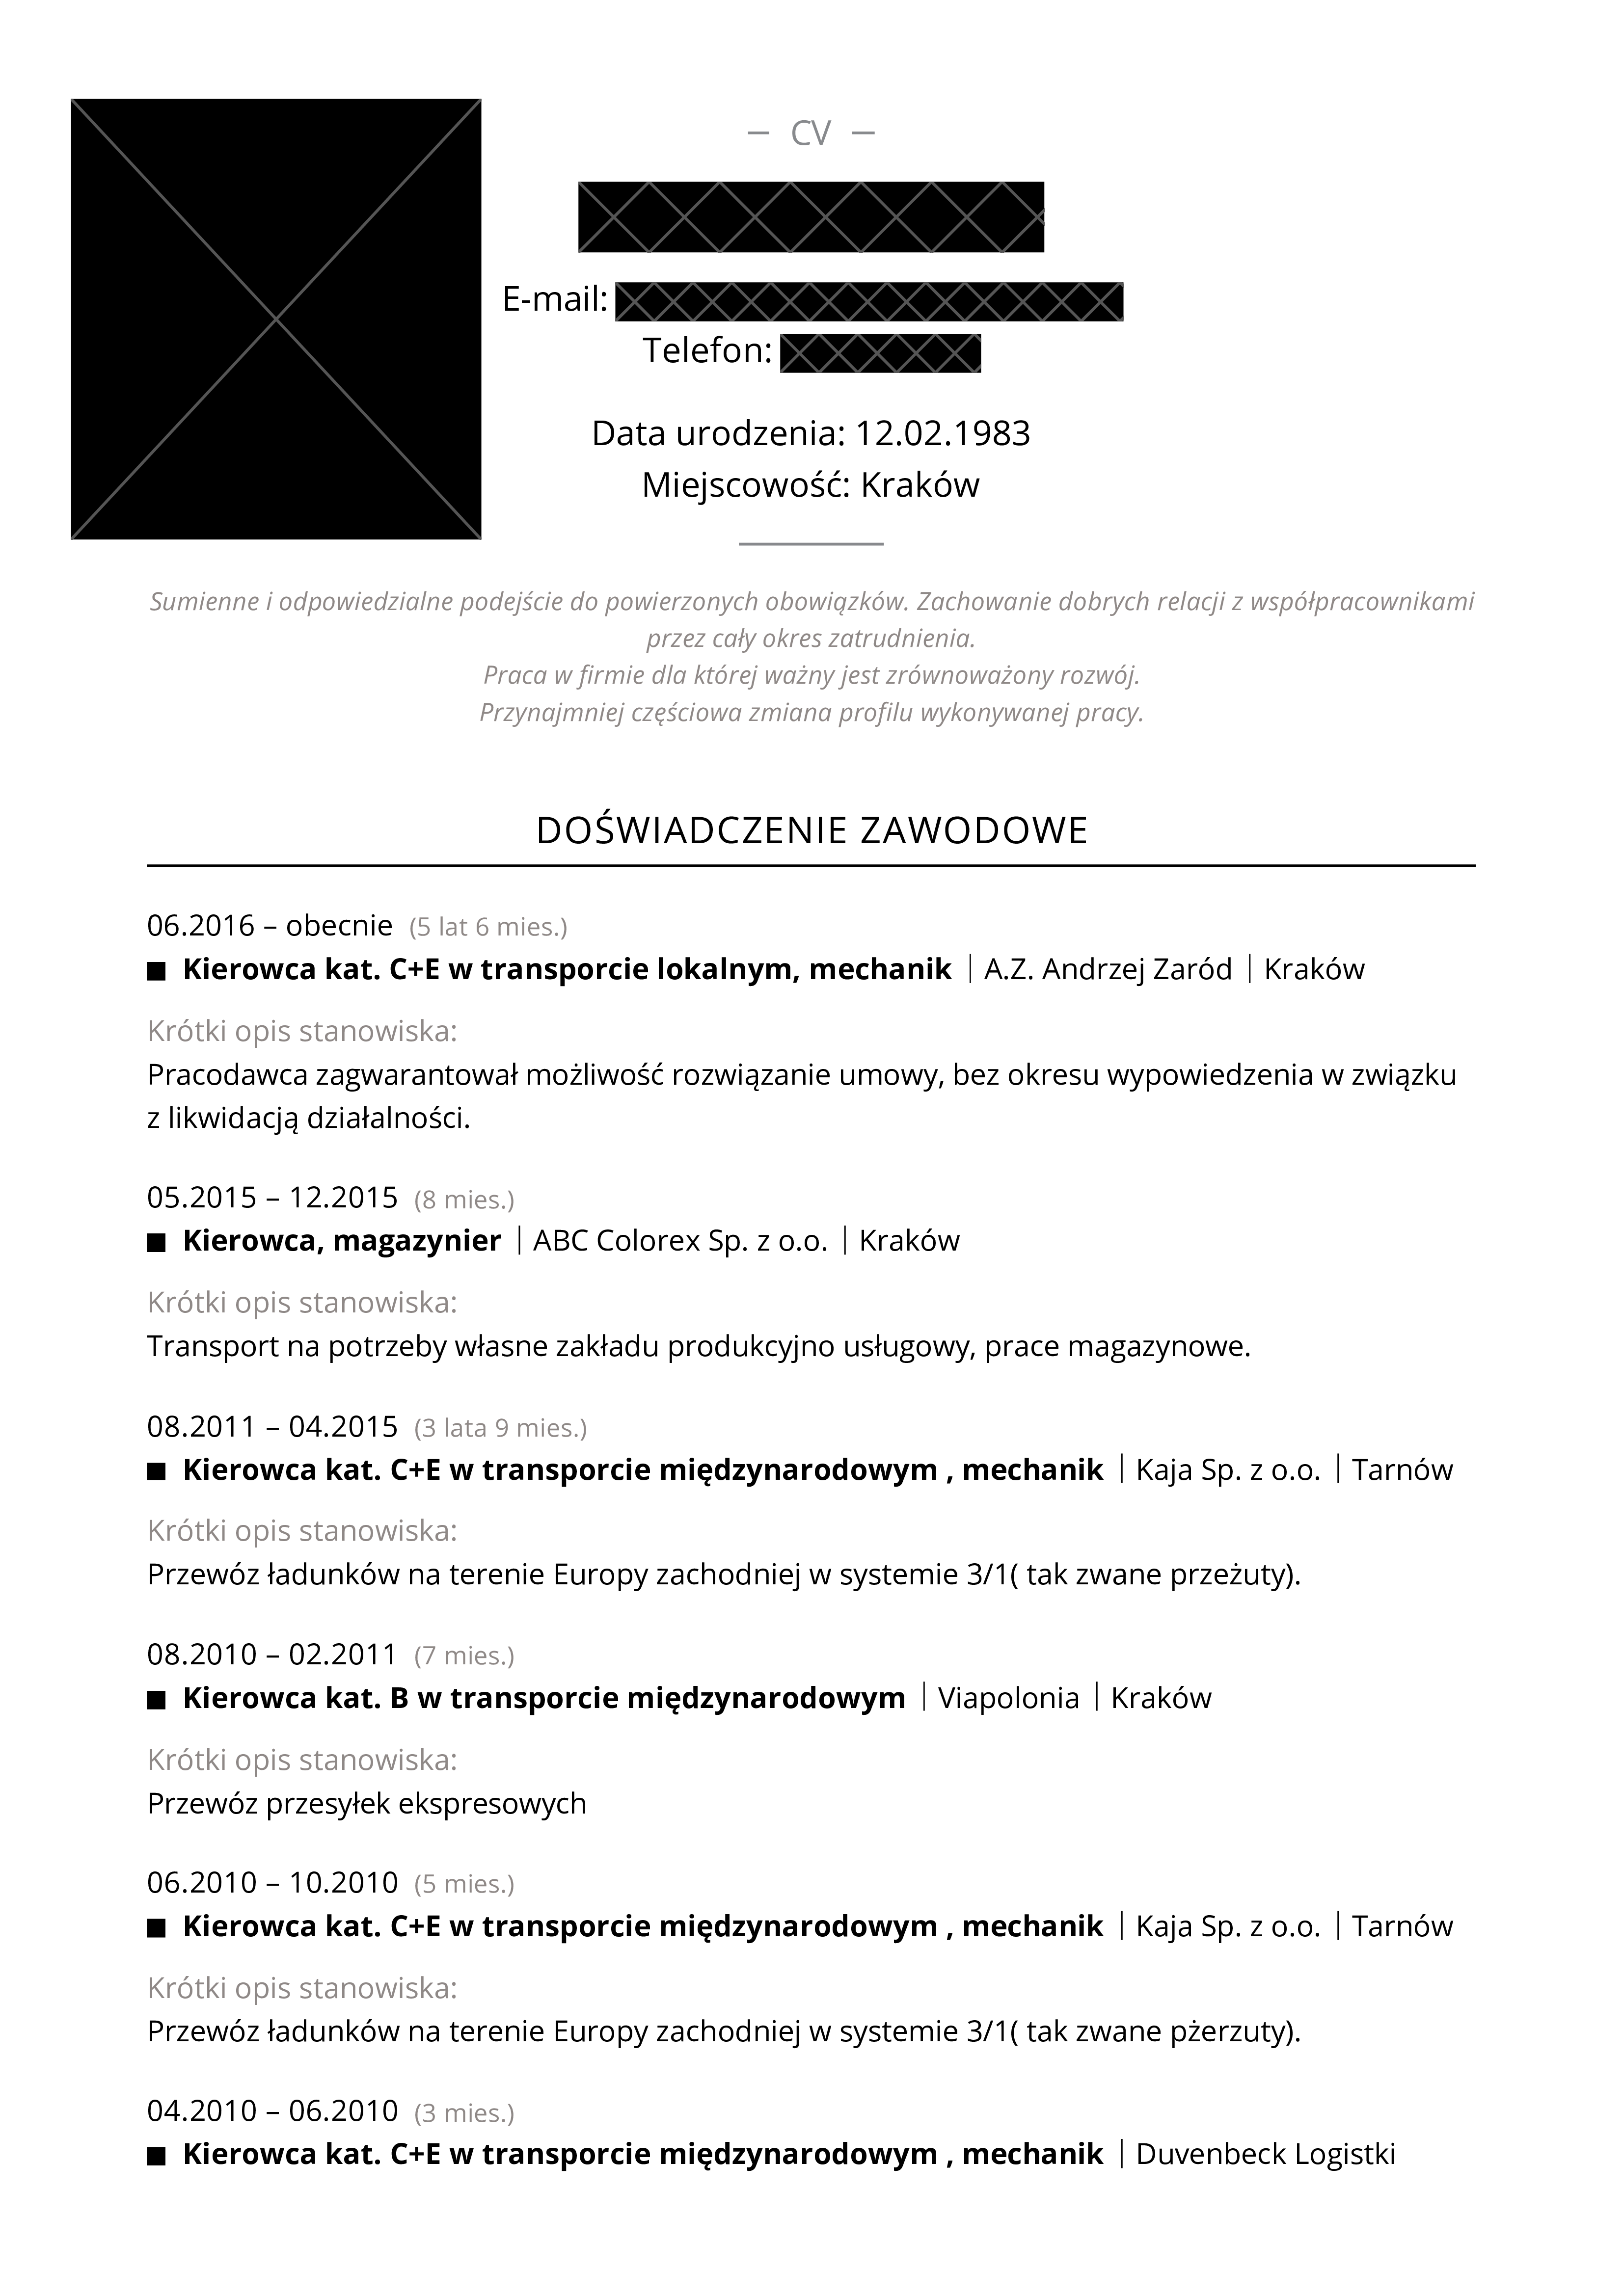 — CV —
E-mail:
Telefon:
Data urodzenia: 12.02.1983
Miejscowość: Kraków
Sumienne i odpowiedzialne podejście do powierzonych obowiązków. Zachowanie dobrych relacji z współpracownikami
przez cały okres zatrudnienia.
Praca w firmie dla której ważny jest zrównoważony rozwój.
Przynajmniej częściowa zmiana profilu wykonywanej pracy.
DOŚWIADCZENIE ZAWODOWE
06.2016 – obecnie (5 lat 6 mies.)
■ Kierowca kat. C+E w transporcie lokalnym, mechanik | A.Z. Andrzej Zaród | Kraków
Krótki opis stanowiska:
Pracodawca zagwarantował możliwość rozwiązanie umowy, bez okresu wypowiedzenia w związku
z likwidacją działalności.
05.2015 – 12.2015 (8 mies.)
■ Kierowca, magazynier | ABC Colorex Sp. z o.o. | Kraków
Krótki opis stanowiska:
Transport na potrzeby własne zakładu produkcyjno usługowy, prace magazynowe.
08.2011 – 04.2015 (3 lata 9 mies.)
■ Kierowca kat. C+E w transporcie międzynarodowym , mechanik | Kaja Sp. z o.o. | Tarnów
Krótki opis stanowiska:
Przewóz ładunków na terenie Europy zachodniej w systemie 3/1( tak zwane przeżuty).
08.2010 – 02.2011 (7 mies.)
■ Kierowca kat. B w transporcie międzynarodowym | Viapolonia | Kraków
Krótki opis stanowiska:
Przewóz przesyłek ekspresowych
06.2010 – 10.2010 (5 mies.)
■ Kierowca kat. C+E w transporcie międzynarodowym , mechanik | Kaja Sp. z o.o. | Tarnów
Krótki opis stanowiska:
Przewóz ładunków na terenie Europy zachodniej w systemie 3/1( tak zwane pżerzuty).
04.2010 – 06.2010 (3 mies.)
■ Kierowca kat. C+E w transporcie międzynarodowym , mechanik | Duvenbeck Logistki